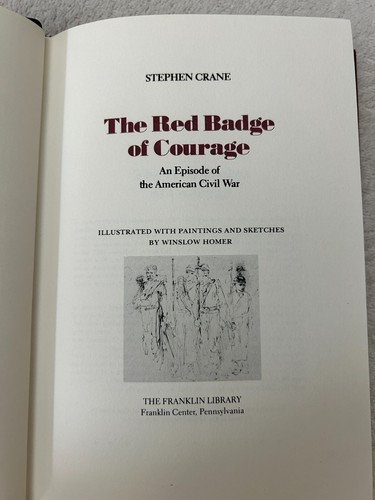 STEPHEN CRANE
The Red Badge
of Courage
An Episode of
the American Civil War
ILLUSTRATED WITH PAINTINGS AND SKETCHES
BY WINSLOW HOMER
THE FRANKLIN LIBRARY
Franklin Center, Pennsylvania